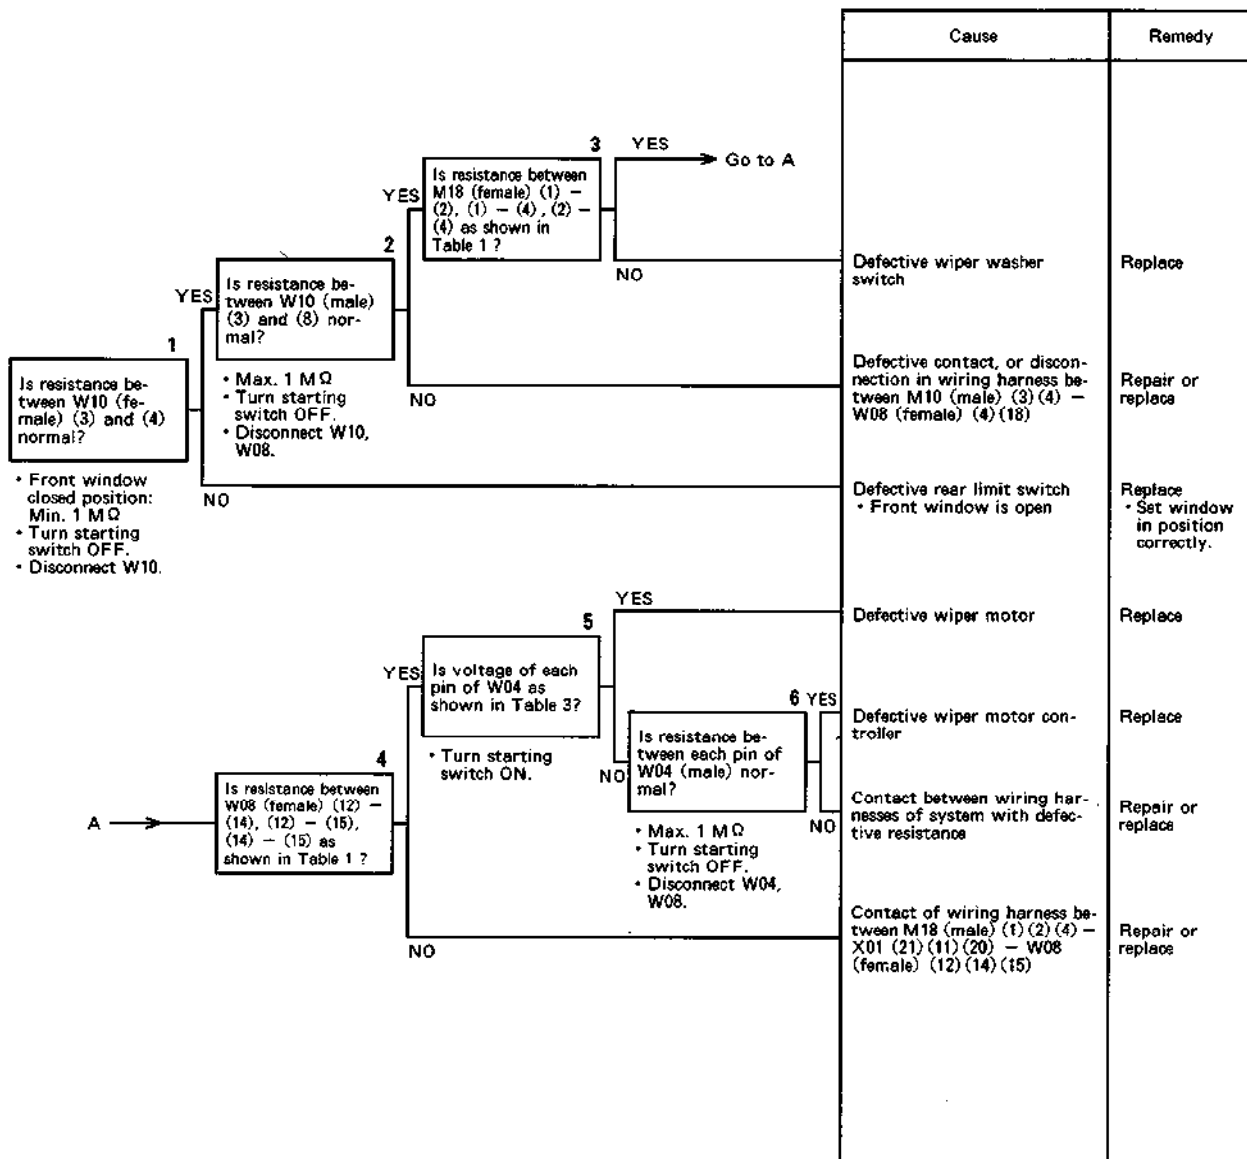 Cause
Remedy
3
YES
Go to A
Is resistance between
M18 (female) (1) –
(2), (1) – (4), (2) –
(4) as shown in
Table 1 ?
YES
NO
Defective wiper washer
switch
Replace
2
YES
Is resistance be-
tween W10 (male)
(3) and (8) nor-
mal?
• Max. 1 MΩ
• Turn starting
switch OFF.
• Disconnect W10,
W08.
NO
Defective contact, or discon-
nection in wiring harness be-
tween M10 (male) (3)(4) –
W08 (female) (4)(18)
Repair or
replace
1
Is resistance be-
tween W10 (fe-
male) (3) and (4)
normal?
• Front window
closed position:
Min. 1 MΩ
• Turn starting
switch OFF.
• Disconnect W10.
NO
Defective rear limit switch
• Front window is open
Replace
• Set window
in position
correctly.
YES
Defective wiper motor
Replace
5
YES
Is voltage of each
pin of W04 as
shown in Table 3?
• Turn starting
switch ON.
NO
6
YES
Is resistance be-
tween each pin of
W04 (male) nor-
mal?
• Max. 1 MΩ
• Turn starting
switch OFF.
• Disconnect W04,
W08.
Defective wiper motor con-
troller
Replace
NO
Contact between wiring har-
nesses of system with defec-
tive resistance
Repair or
replace
4
A
Is resistance between
W08 (female) (12) –
(14), (12) – (15),
(14) – (15) as
shown in Table 1 ?
NO
Contact of wiring harness be-
tween M18 (male) (1)(2)(4) –
X01 (21)(11)(20) – W08
(female) (12)(14)(15)
Repair or
replace